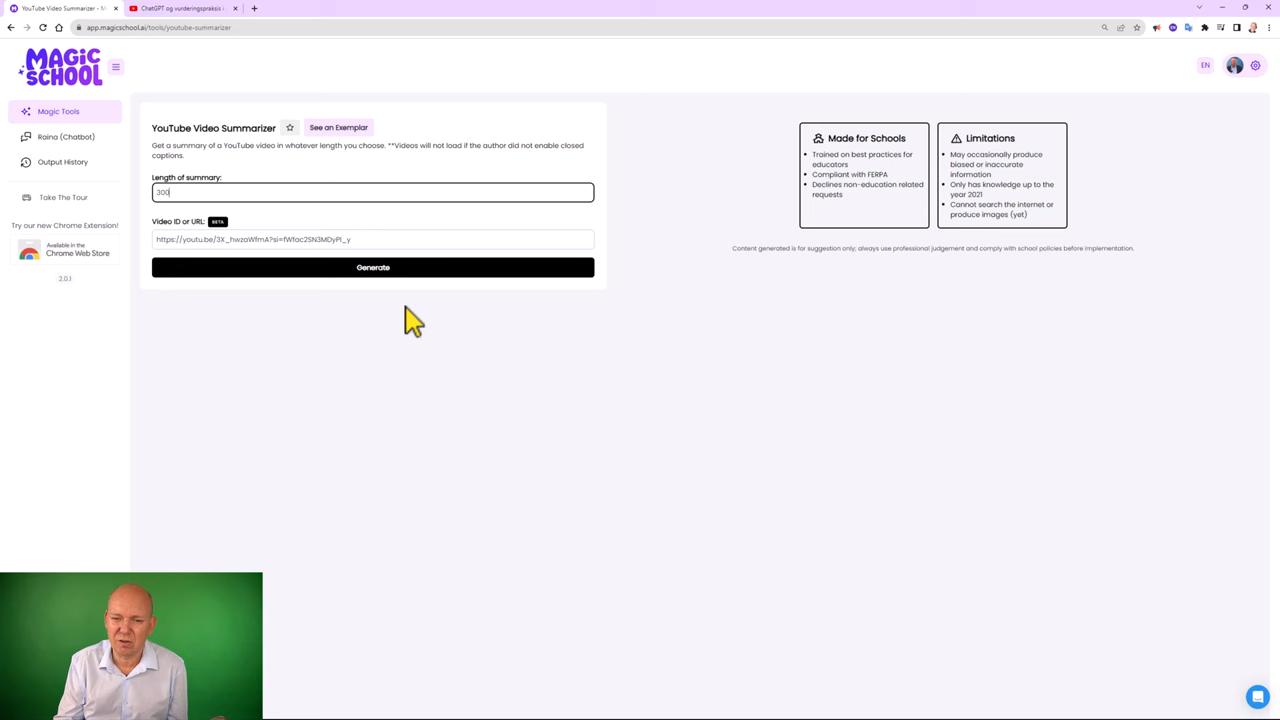 YouTube Video Summarizer - M
ChatGPT og vurderingspraksis i
app.magicschool.ai/tools/youtube-summarizer
MAGIC
SCHOOL
EN
Magic Tools
Raina (Chatbot)
Output History
Take The Tour
Try our new Chrome Extension!
Available in the
Chrome Web Store
2.0.1
YouTube Video Summarizer
See an Exemplar
Get a summary of a YouTube video in whatever length you choose. **Videos will not load if the author did not enable closed
captions.
Length of summary:
300
Video ID or URL: BETA
https://youtu.be/3X_hwzaWfmA?si=fWfac2SN3MDyPl_y
Generate
Made for Schools
Trained on best practices for
educators
Compliant with FERPA
Declines non-education related
requests
Limitations
May occasionally produce
biased or inaccurate
information
Only has knowledge up to the
year 2021
Cannot search the internet or
produce images (yet)
Content generated is for suggestion only; always use professional judgement and comply with school policies before implementation.